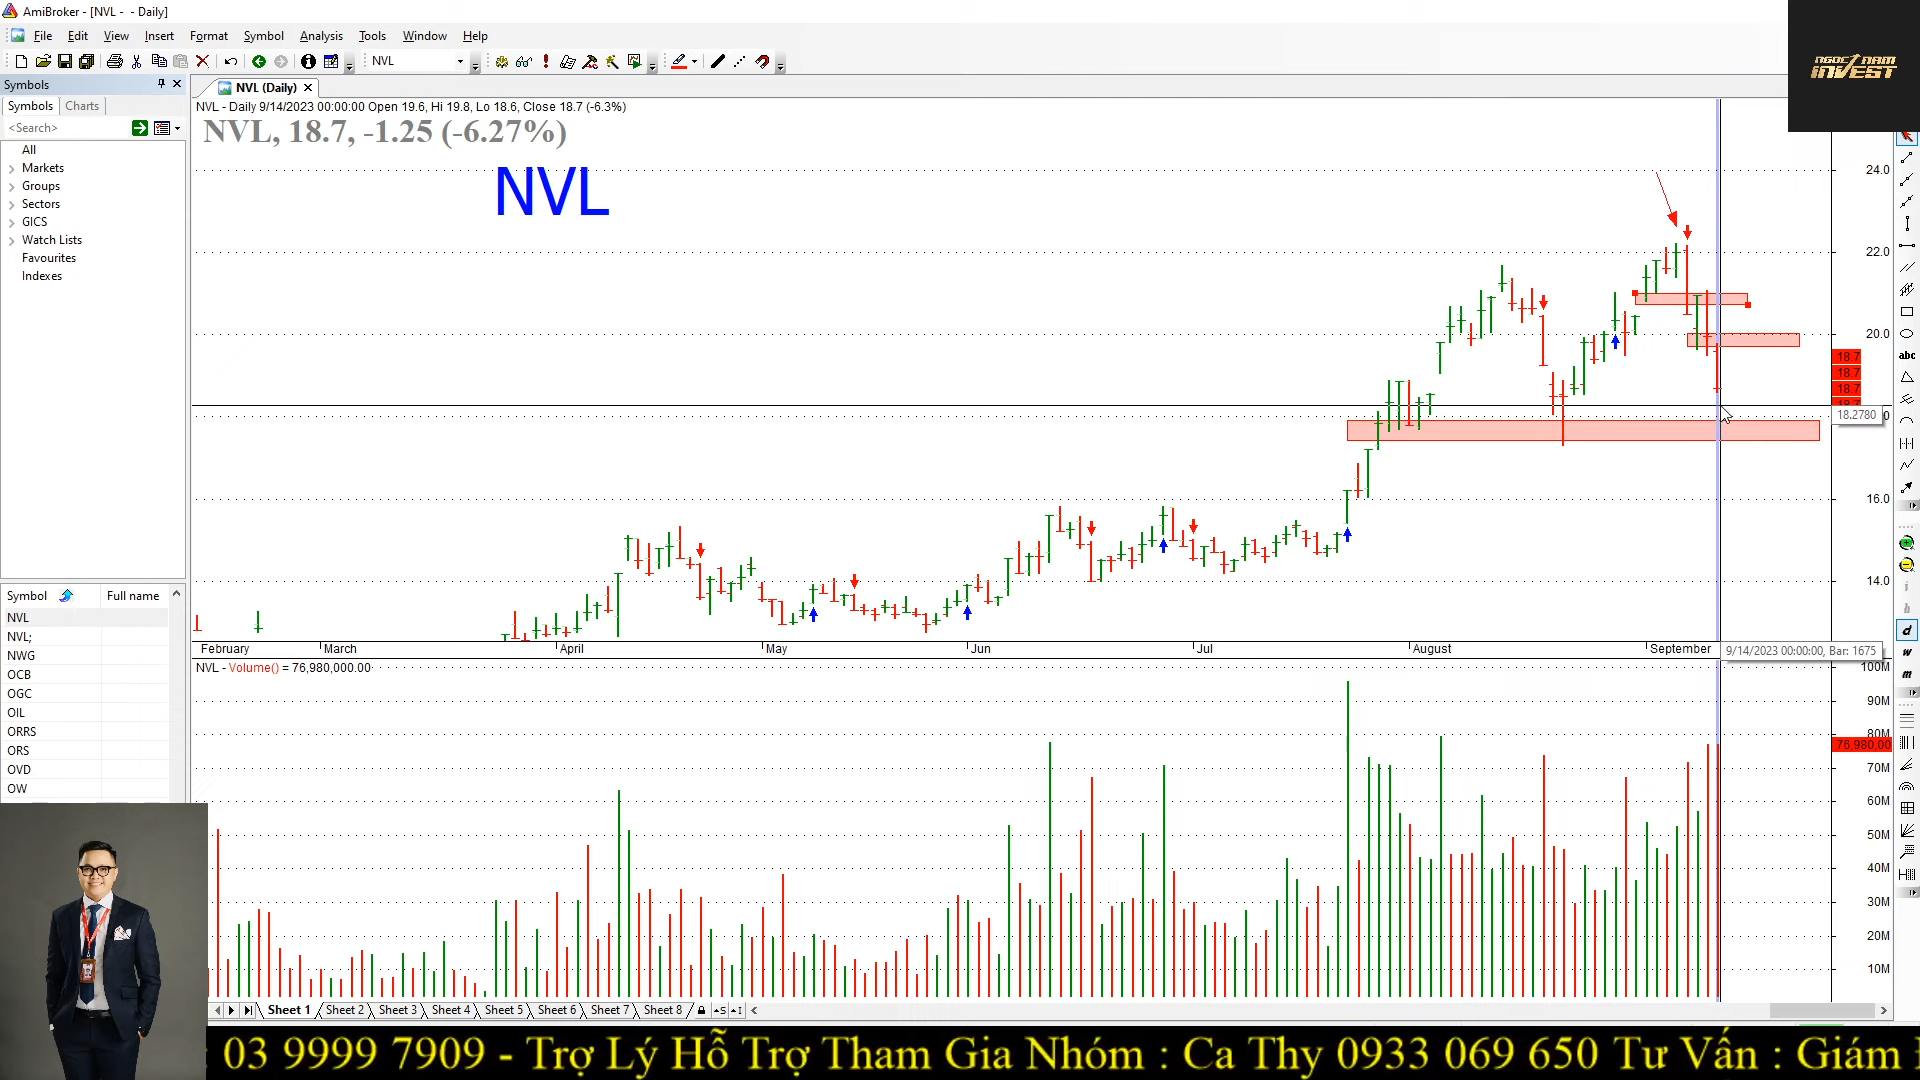 AmiBroker - [NVL - - Daily]
File Edit View Insert Format Symbol Analysis Tools Window Help
NVL
Symbols
Symbols Charts
<Search>
All
Markets
Groups
Sectors
GICS
Watch Lists
Favourites
Indexes
Symbol Full name
NVL
NVL;
NWG
OCB
OGC
OIL
ORRS
ORS
OVD
OW
NVL (Daily)
NVL - Daily 9/14/2023 00:00:00 Open 19.6, Hi 19.8, Lo 18.6, Close 18.7 (-6.3%)
NVL, 18.7, -1.25 (-6.27%)
NVL
NGOC NAM
INVEST
24.0
22.0
20.0
18.7
18.7
18.7
18.2780
16.0
14.0
February March April May Jun Jul August September
9/14/2023 00:00:00, Bar: 1675
NVL - Volume() = 76,980,000.00
100M
90M
80M
76,980,00
70M
60M
50M
40M
30M
20M
10M
abc
d
w
m
Sheet 1 Sheet 2 Sheet 3 Sheet 4 Sheet 5 Sheet 6 Sheet 7 Sheet 8
: 03 9999 7909 - Trợ Lý Hỗ Trợ Tham Gia Nhóm : Ca Thy 0933 069 650 Tư Vấn : Giám